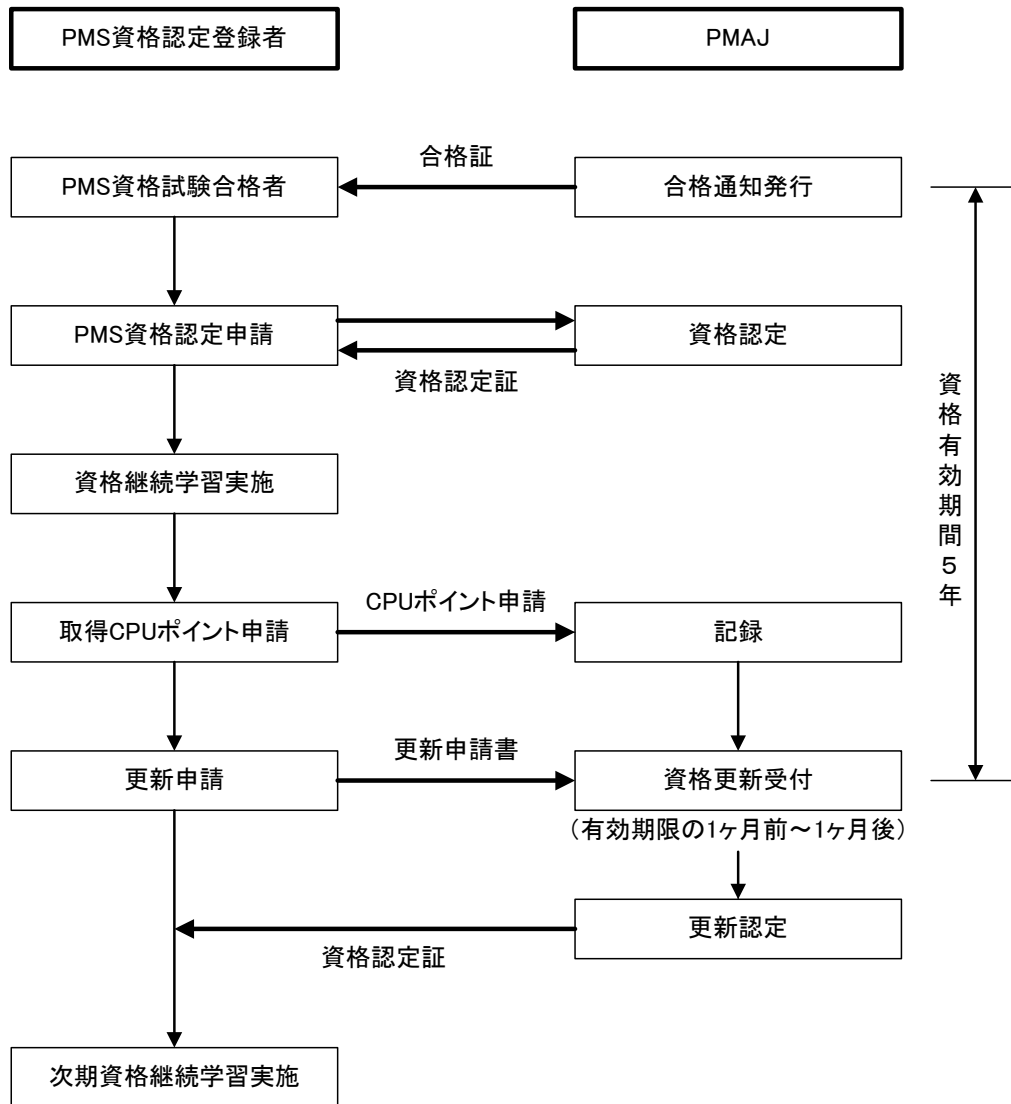 PMS資格認定登録者
PMAJ
合格証
PMS資格試験合格者
合格通知発行
PMS資格認定申請
資格認定
資格認定証
資格有効期間5年
資格継続学習実施
CPUポイント申請
取得CPUポイント申請
記録
更新申請書
更新申請
資格更新受付
(有効期限の1ヶ月前~1ヶ月後)
更新認定
資格認定証
次期資格継続学習実施